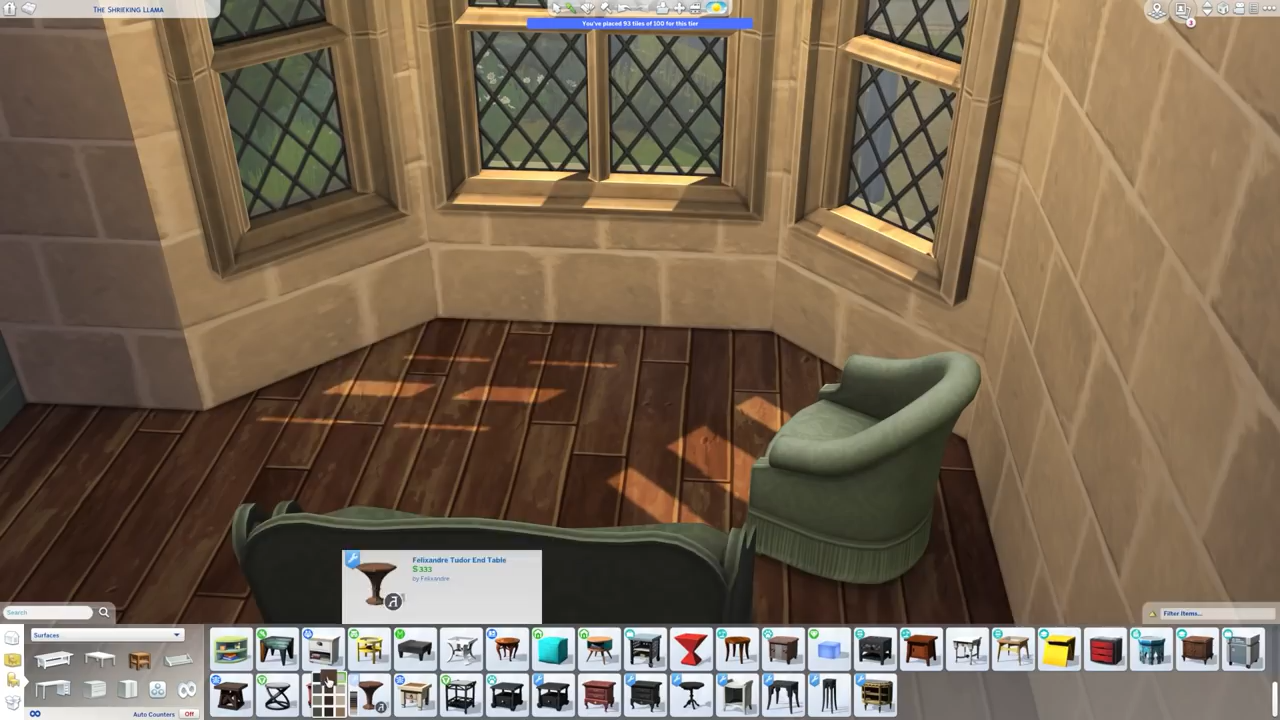 The Shrieking Llama
You've placed 93 tiles of 100 for this tier
Felixandre Tudor End Table
§333
by Felixandre
Search
Filter Items...
Surfaces
Auto Counters
Off